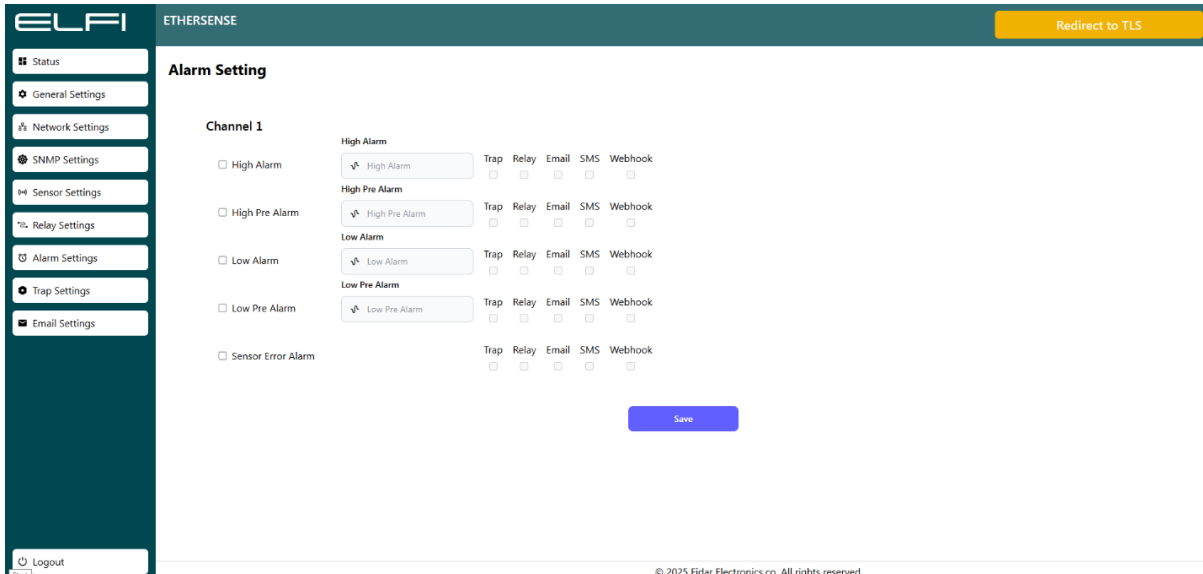 ELFI
ETHERSENSE
Redirect to TLS
Status
General Settings
Network Settings
SNMP Settings
Sensor Settings
Relay Settings
Alarm Settings
Trap Settings
Email Settings
Logout
Alarm Setting
Channel 1
High Alarm
High Alarm
High Alarm
Trap Relay Email SMS Webhook
High Pre Alarm
High Pre Alarm
High Pre Alarm
Trap Relay Email SMS Webhook
Low Alarm
Low Alarm
Low Alarm
Trap Relay Email SMS Webhook
Low Pre Alarm
Low Pre Alarm
Low Pre Alarm
Trap Relay Email SMS Webhook
Sensor Error Alarm
Trap Relay Email SMS Webhook
Save
© 2025 Fidar Electronics co. All rights reserved